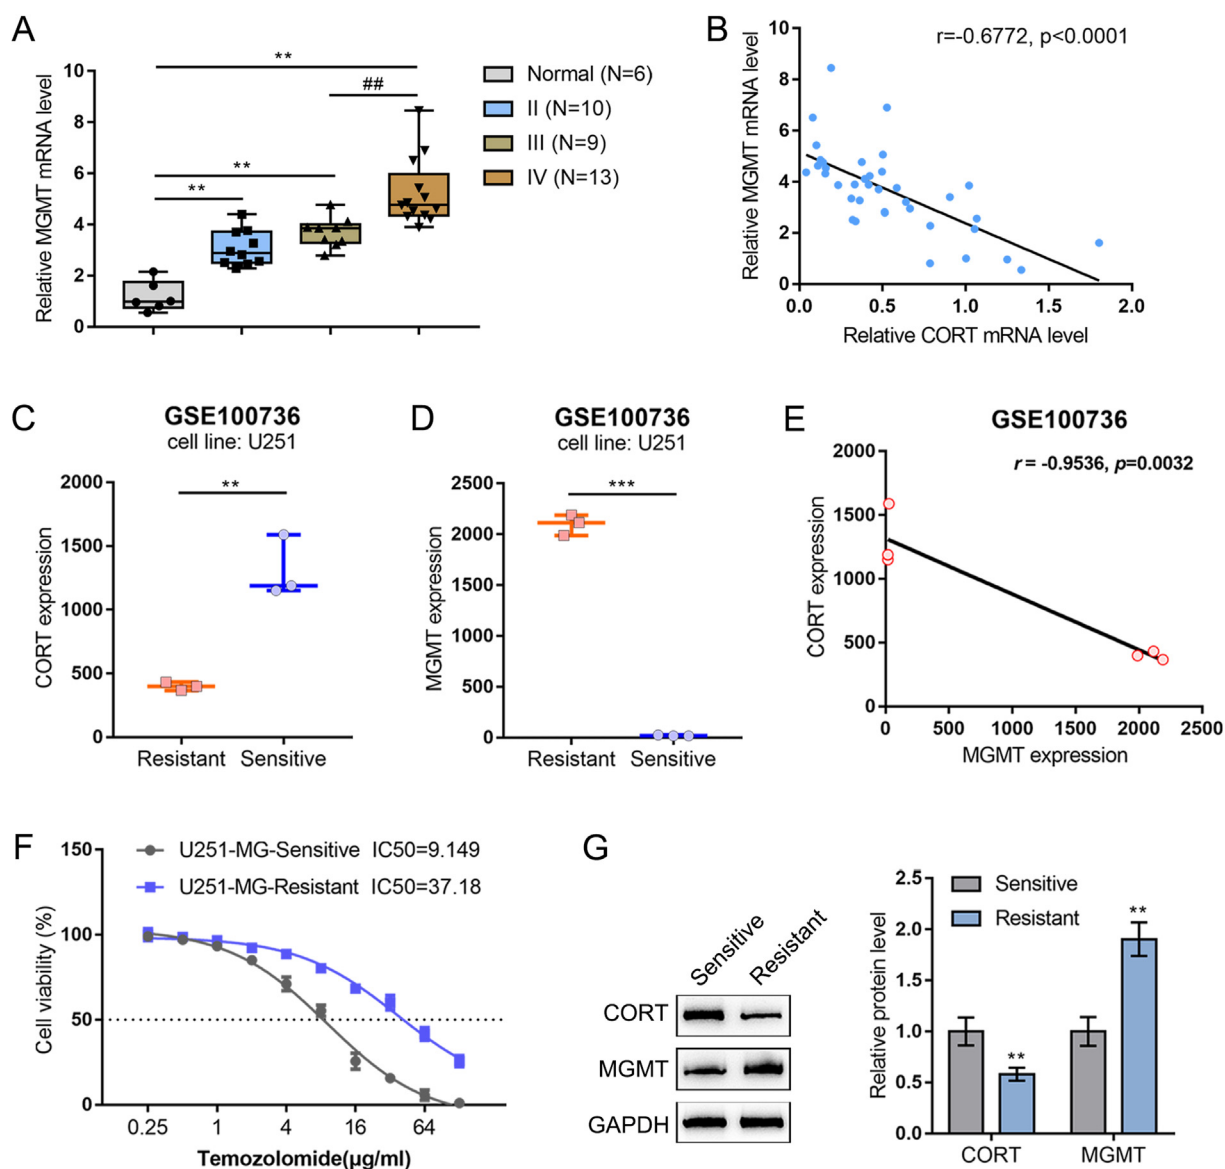 A
Relative MGMT mRNA level
10
8
6
4
2
0
**
##
**
**
Normal (N=6)
II (N=10)
III (N=9)
IV (N=13)
B
Relative MGMT mRNA level
10
8
6
4
2
0
r=-0.6772, p<0.0001
0.0 0.5 1.0 1.5 2.0
Relative CORT mRNA level
C
GSE100736
cell line: U251
CORT expression
2000
1500
1000
500
0
**
Resistant Sensitive
D
GSE100736
cell line: U251
MGMT expression
2500
2000
1500
1000
500
0
***
Resistant Sensitive
E
GSE100736
r = -0.9536, p=0.0032
CORT expression
2000
1500
1000
500
0
0 500 1000 1500 2000 2500
MGMT expression
F
U251-MG-Sensitive IC50=9.149
U251-MG-Resistant IC50=37.18
Cell viability (%)
150
100
50
0
0.25 1 4 16 64
Temozolomide(μg/ml)
G
Sensitive Resistant
CORT
MGMT
GAPDH
Sensitive
Resistant
Relative protein level
2.5
2.0
1.5
1.0
0.5
0.0
**
**
CORT MGMT